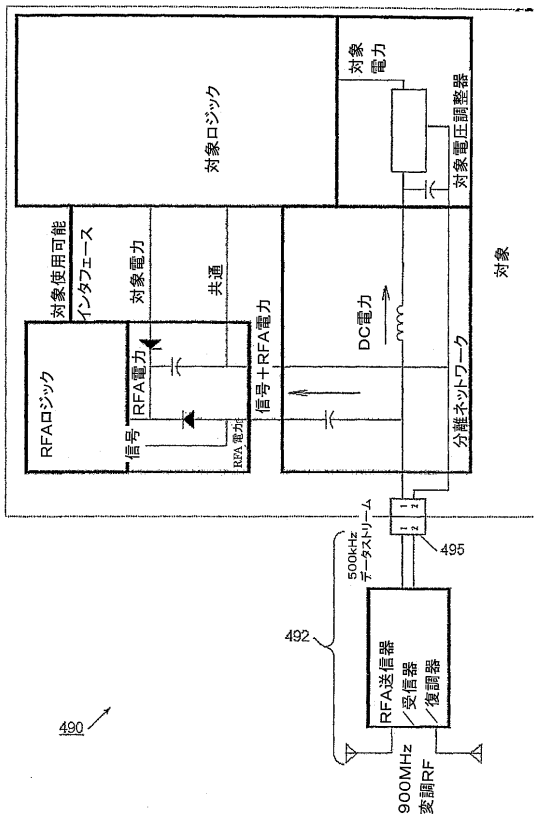 490
492
900MHz
変調RF
RFA送信器
/受信器
/復調器
500kHz
データストリーム
1
2
1
2
495
RFAロジック
信号
RFA電力
RFA 電力
信号+RFA電力
対象使用可能
インタフェース
対象電力
共通
対象ロジック
DC電力
分離ネットワーク
対象
電力
対象電圧調整器
対象